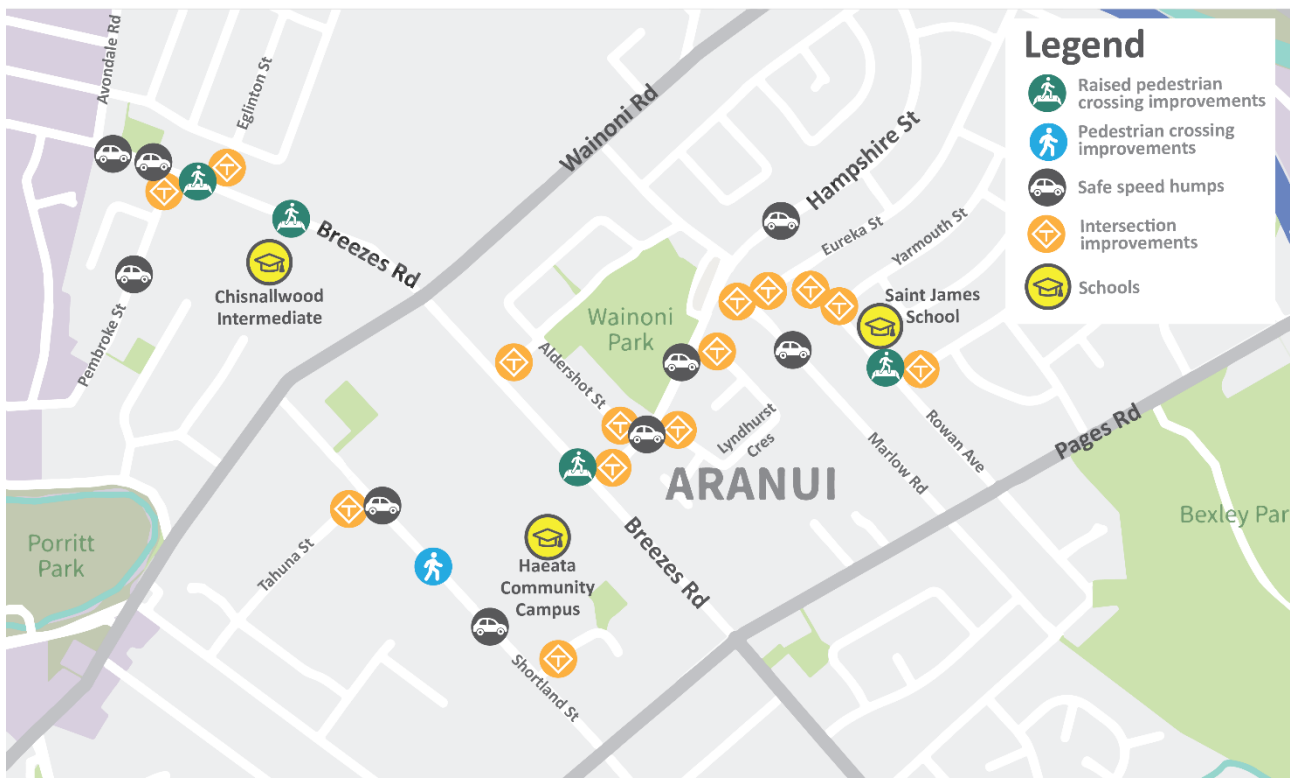 Legend
Raised pedestrian
crossing improvements
Pedestrian crossing
improvements
Safe speed humps
Intersection
improvements
Schools
Avondale Rd
Eglinton St
Wainoni Rd
Hampshire St
Eureka St
Yarmouth St
Breezes Rd
Chisnallwood
Intermediate
Pembroke St
Wainoni
Park
Saint James
School
Aldershot St
Lyndhurst
Cres
Marlow Rd
Rowan Ave
Pages Rd
ARANUI
Bexley Par
Porritt
Park
Tahuna St
Haeata
Community
Campus
Breezes Rd
Shortland St